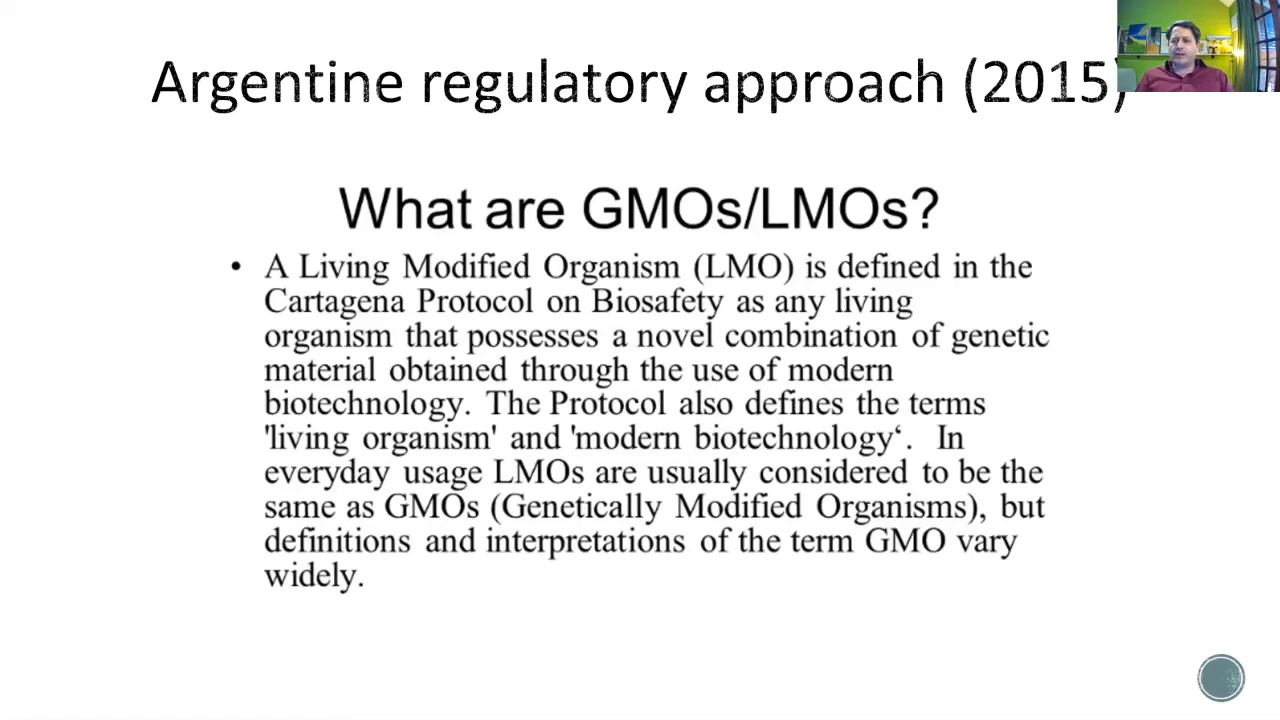 Argentine regulatory approach (2015)
What are GMOs/LMOs?
• A Living Modified Organism (LMO) is defined in the
Cartagena Protocol on Biosafety as any living
organism that possesses a novel combination of genetic
material obtained through the use of modern
biotechnology. The Protocol also defines the terms
'living organism' and 'modern biotechnology‘. In
everyday usage LMOs are usually considered to be the
same as GMOs (Genetically Modified Organisms), but
definitions and interpretations of the term GMO vary
widely.